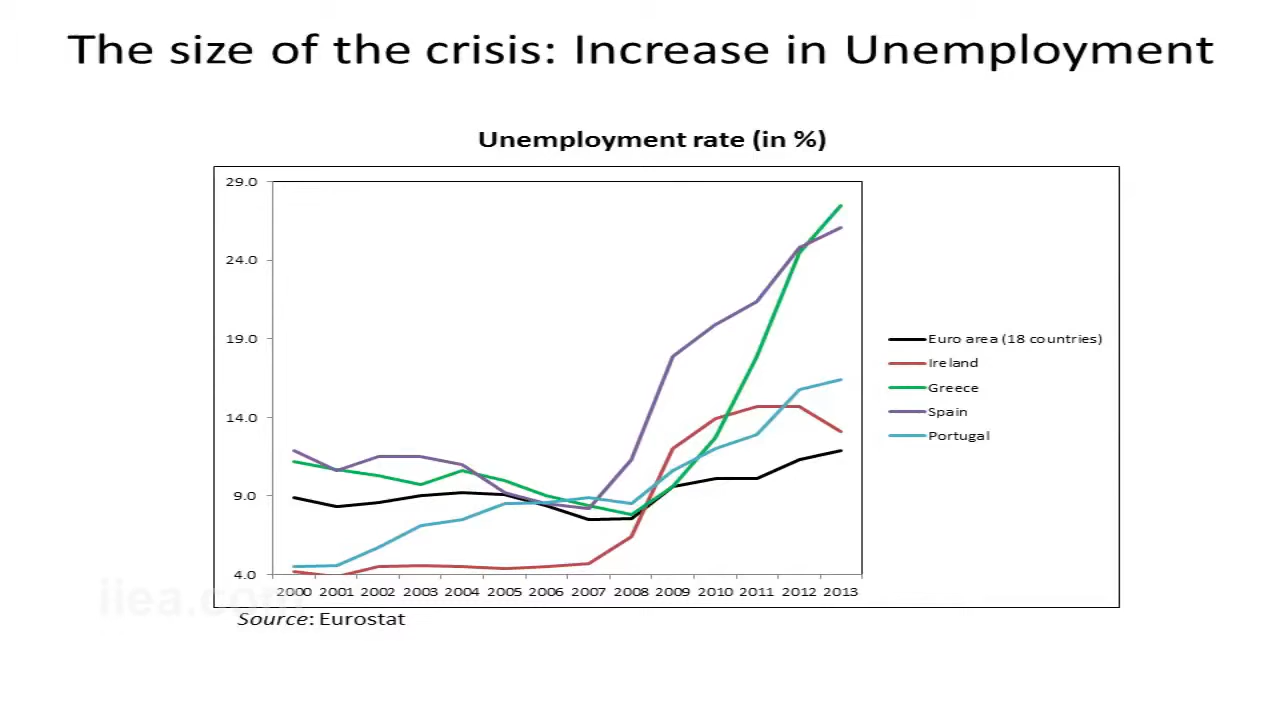 The size of the crisis: Increase in Unemployment
Unemployment rate (in %)
29.0
24.0
19.0
14.0
9.0
4.0
2000 2001 2002 2003 2004 2005 2006 2007 2008 2009 2010 2011 2012 2013
Euro area (18 countries)
Ireland
Greece
Spain
Portugal
iiea.com
Source: Eurostat